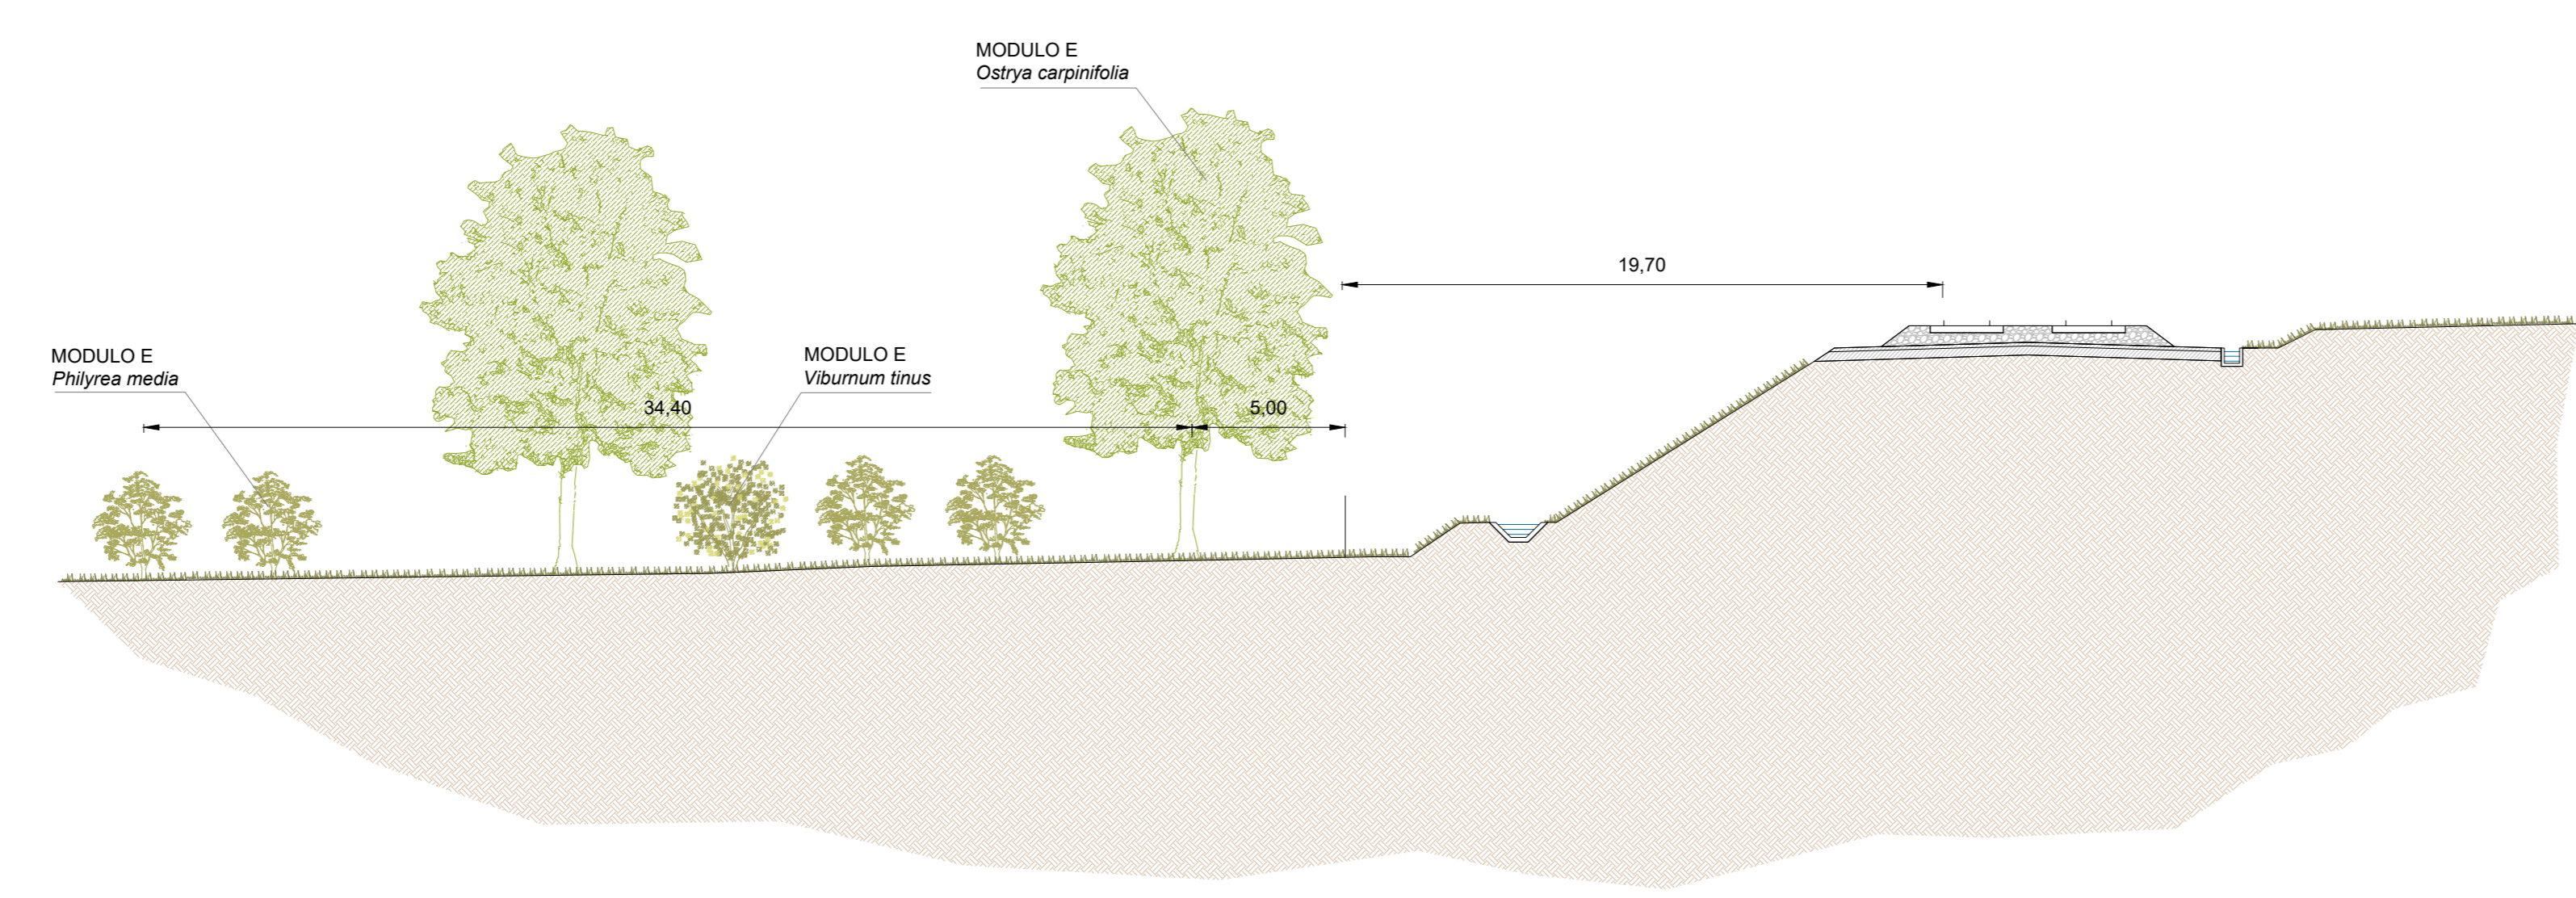 MODULO E
Ostrya carpinifolia
19,70
MODULO E
Philyrea media
MODULO E
Viburnum tinus
34,40
5,00